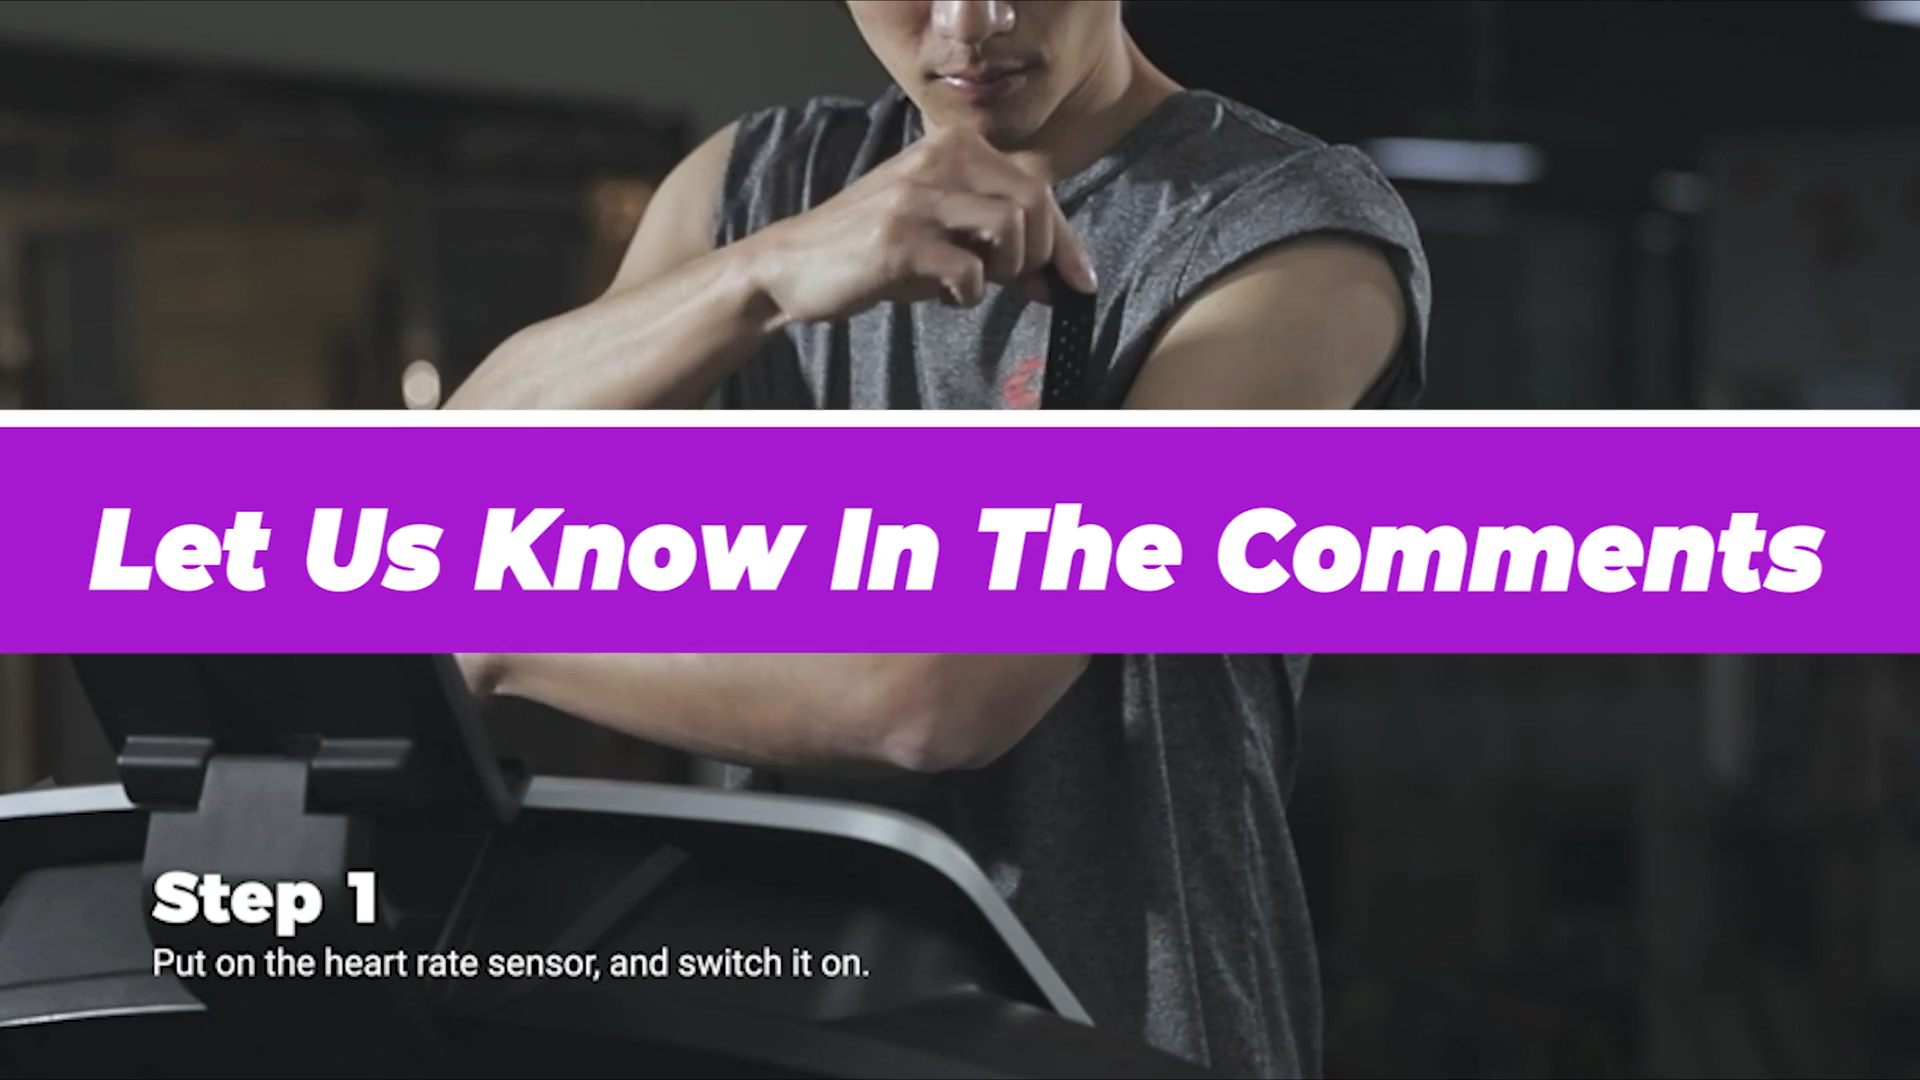 Let Us Know In The Comments
Step 1
Put on the heart rate sensor, and switch it on.